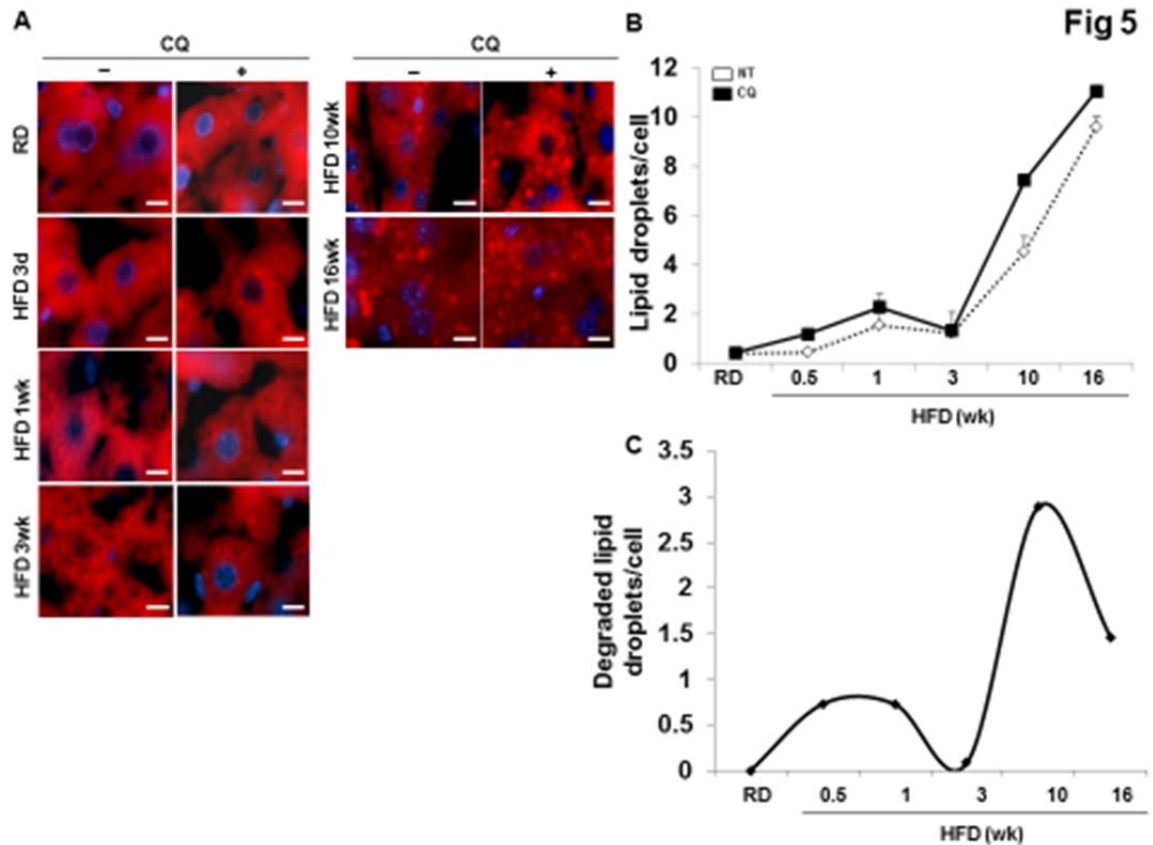 A
CQ
– +
RD
HFD 3d
HFD 1wk
HFD 3wk
CQ
– +
HFD 10wk
HFD 16wk
B
Fig 5
NT
CQ
Lipid droplets/cell
12
10
8
6
4
2
0
RD 0.5 1 3 10 16
HFD (wk)
C
Degraded lipid
droplets/cell
3.5
3
2.5
2
1.5
1
0.5
0
RD 0.5 1 3 10 16
HFD (wk)